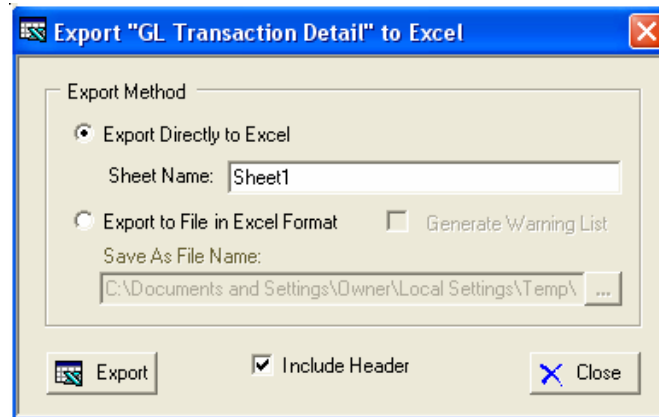 Export "GL Transaction Detail" to Excel
Export Method
Export Directly to Excel
Sheet Name: Sheet1
Export to File in Excel Format Generate Warning List
Save As File Name:
C:\Documents and Settings\Owner\Local Settings\Temp\ ...
Export Include Header Close